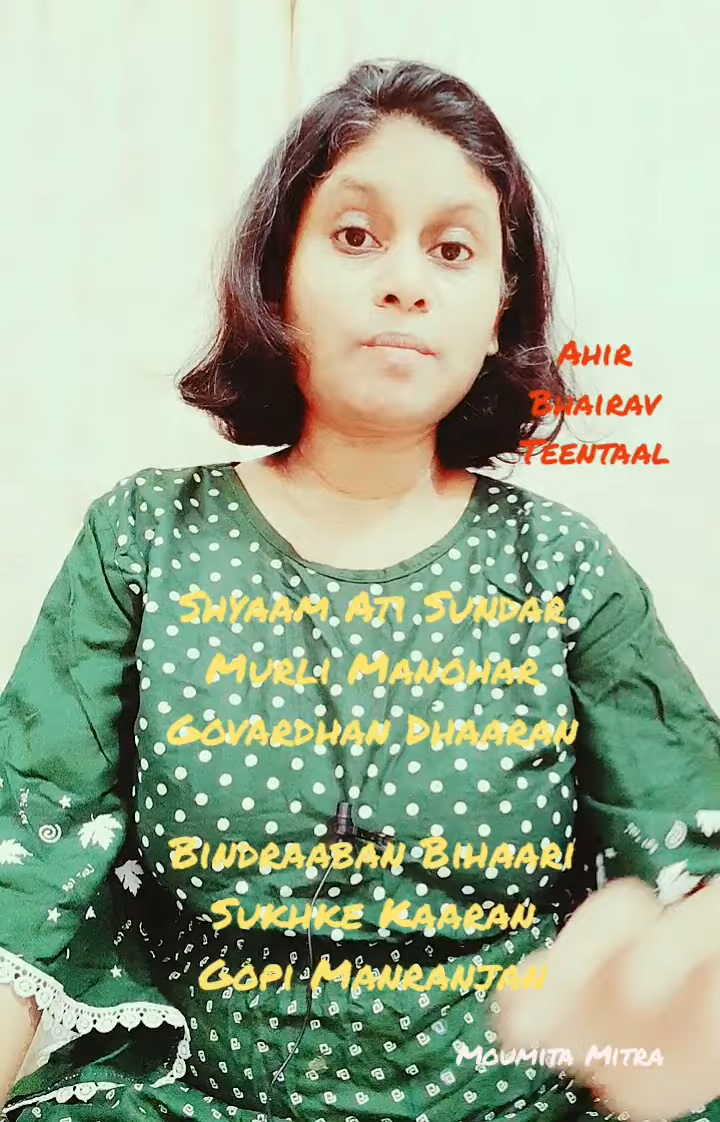 Ahir
Bhairav
Teentaal
Shyaam Ati Sundar
Murli Manohar
Govardhan Dhaaran
Bindraaban Bihaari
Sukhke Kaaran
Gopi Manranjan
Moumita Mitra